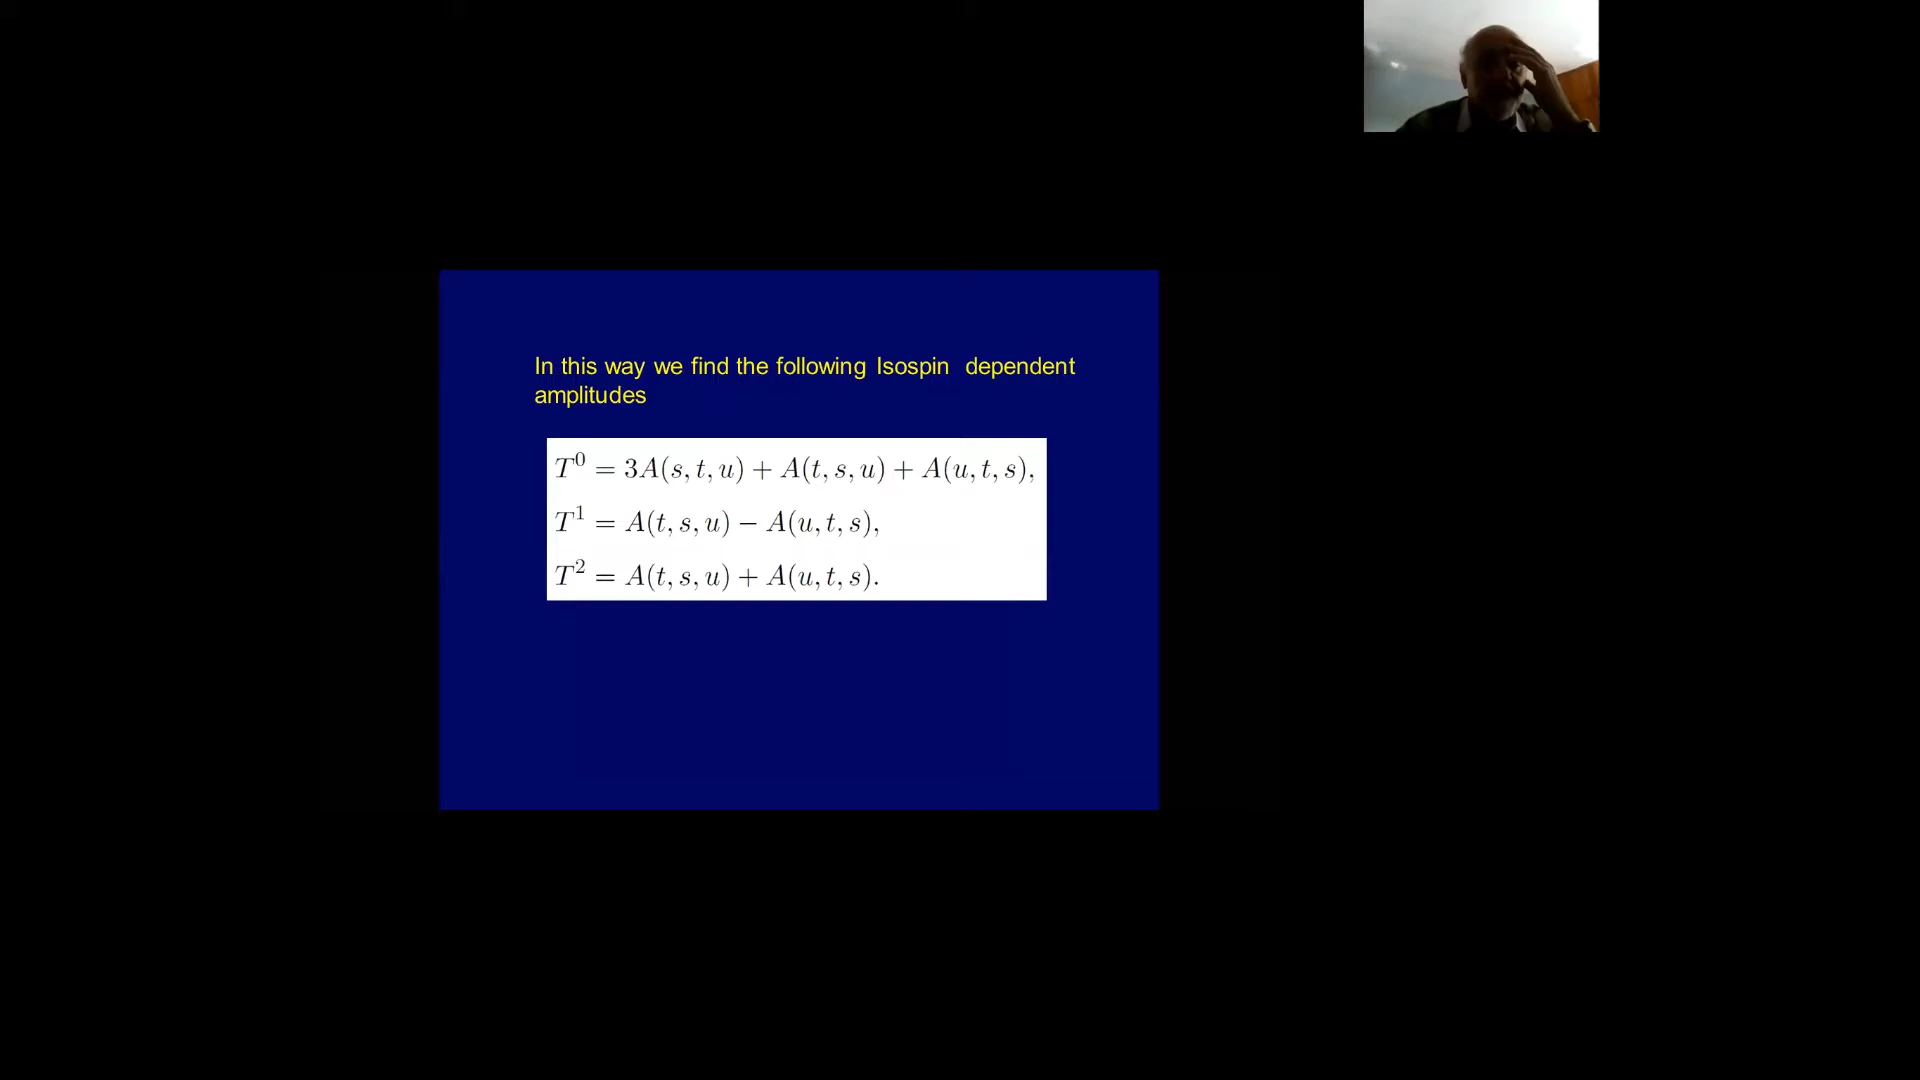 In this way we find the following Isospin dependent
amplitudes
T^0 = 3A(s, t, u) + A(t, s, u) + A(u, t, s),
T^1 = A(t, s, u) − A(u, t, s),
T^2 = A(t, s, u) + A(u, t, s).